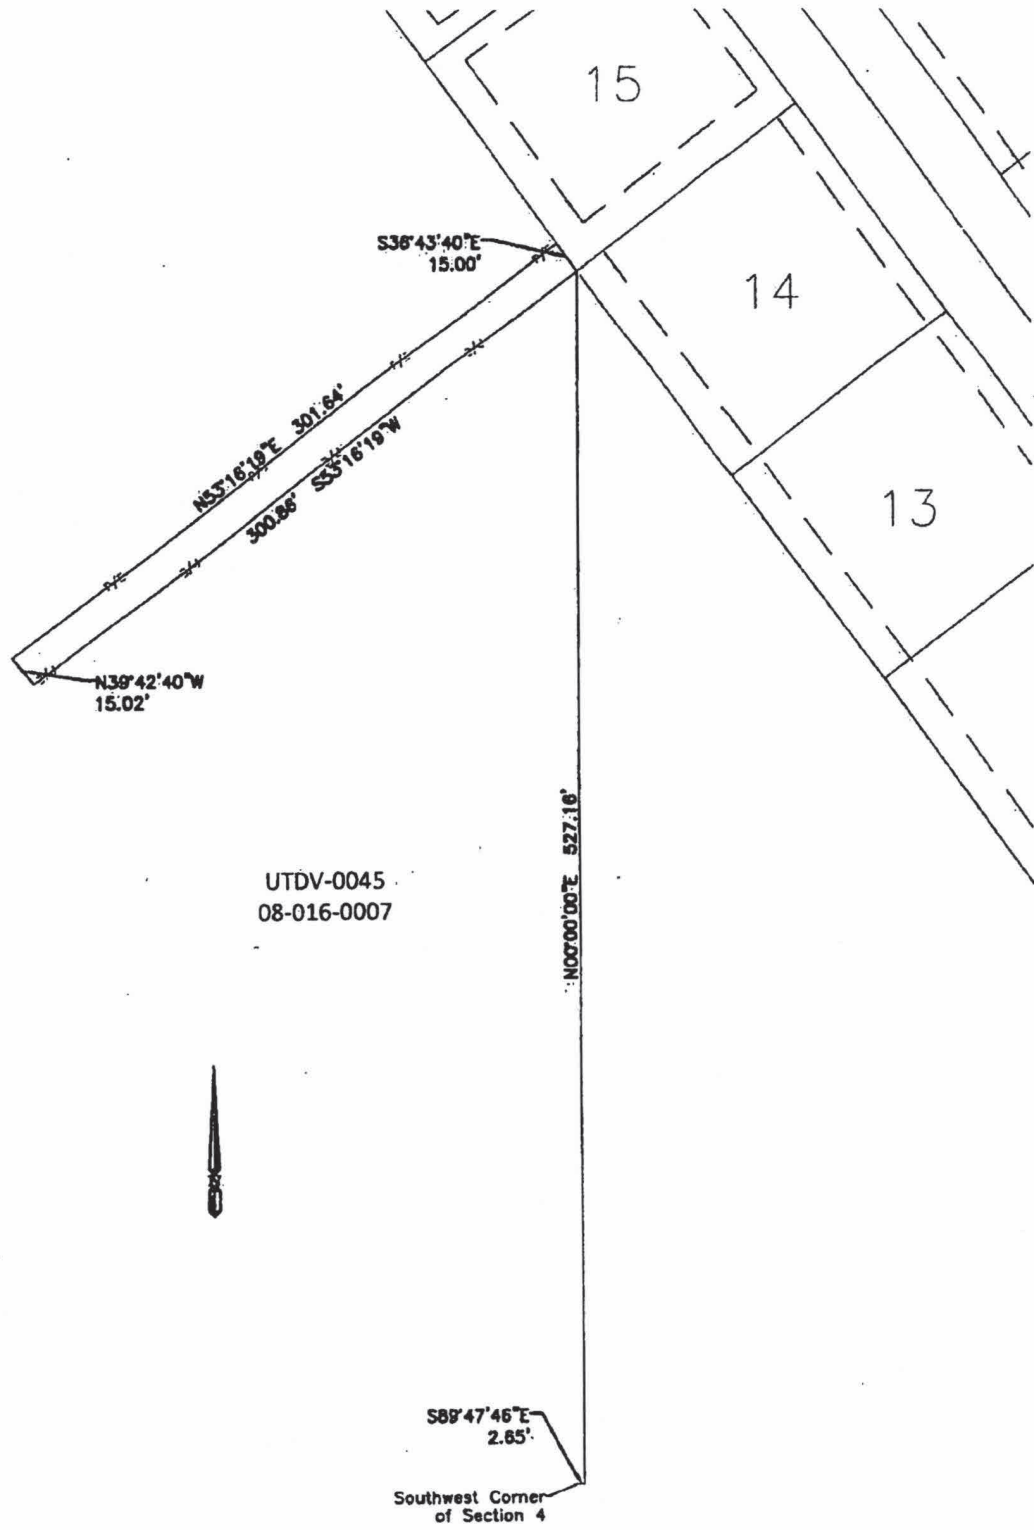 15
S36°43'40"E
15.00'
14
N53°16'19"E 301.64'
300.86' S53°16'19"W
13
N39°42'40"W
15.02'
N00°00'00"E 527.16'
UTDV-0045
08-016-0007
S89°47'46"E
2.65'
Southwest Corner
of Section 4